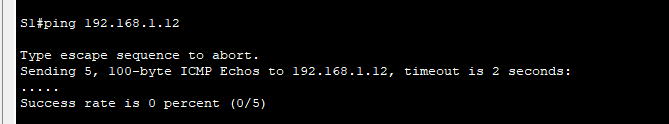 S1#ping 192.168.1.12
Type escape sequence to abort.
Sending 5, 100-byte ICMP Echos to 192.168.1.12, timeout is 2 seconds:
.....
Success rate is 0 percent (0/5)